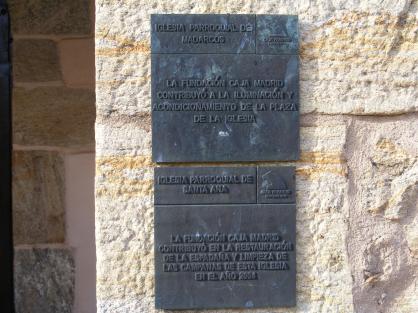 IGLESIA PARROQUIAL DE
MADARCOS
LA FUNDACIÓN CAJA MADRID
CONTRIBUYÓ A LA ILUMINACIÓN Y
ACONDICIONAMIENTO DE LA PLAZA
DE LA IGLESIA
IGLESIA PARROQUIAL DE
SANTA ANA
LA FUNDACIÓN CAJA MADRID
CONTRIBUYÓ EN LA RESTAURACIÓN
DE LA ESPADAÑA Y LIMPIEZA DE
LAS CAMPANAS DE ESTA IGLESIA
EN EL AÑO